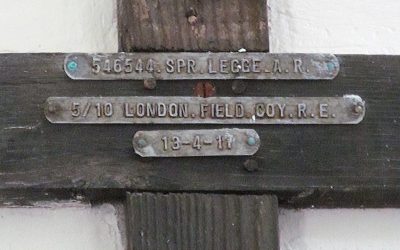 546544.SPR.LEGGE.A.R.
5/10 LONDON.FIELD.COY.R.E.
13-4-17